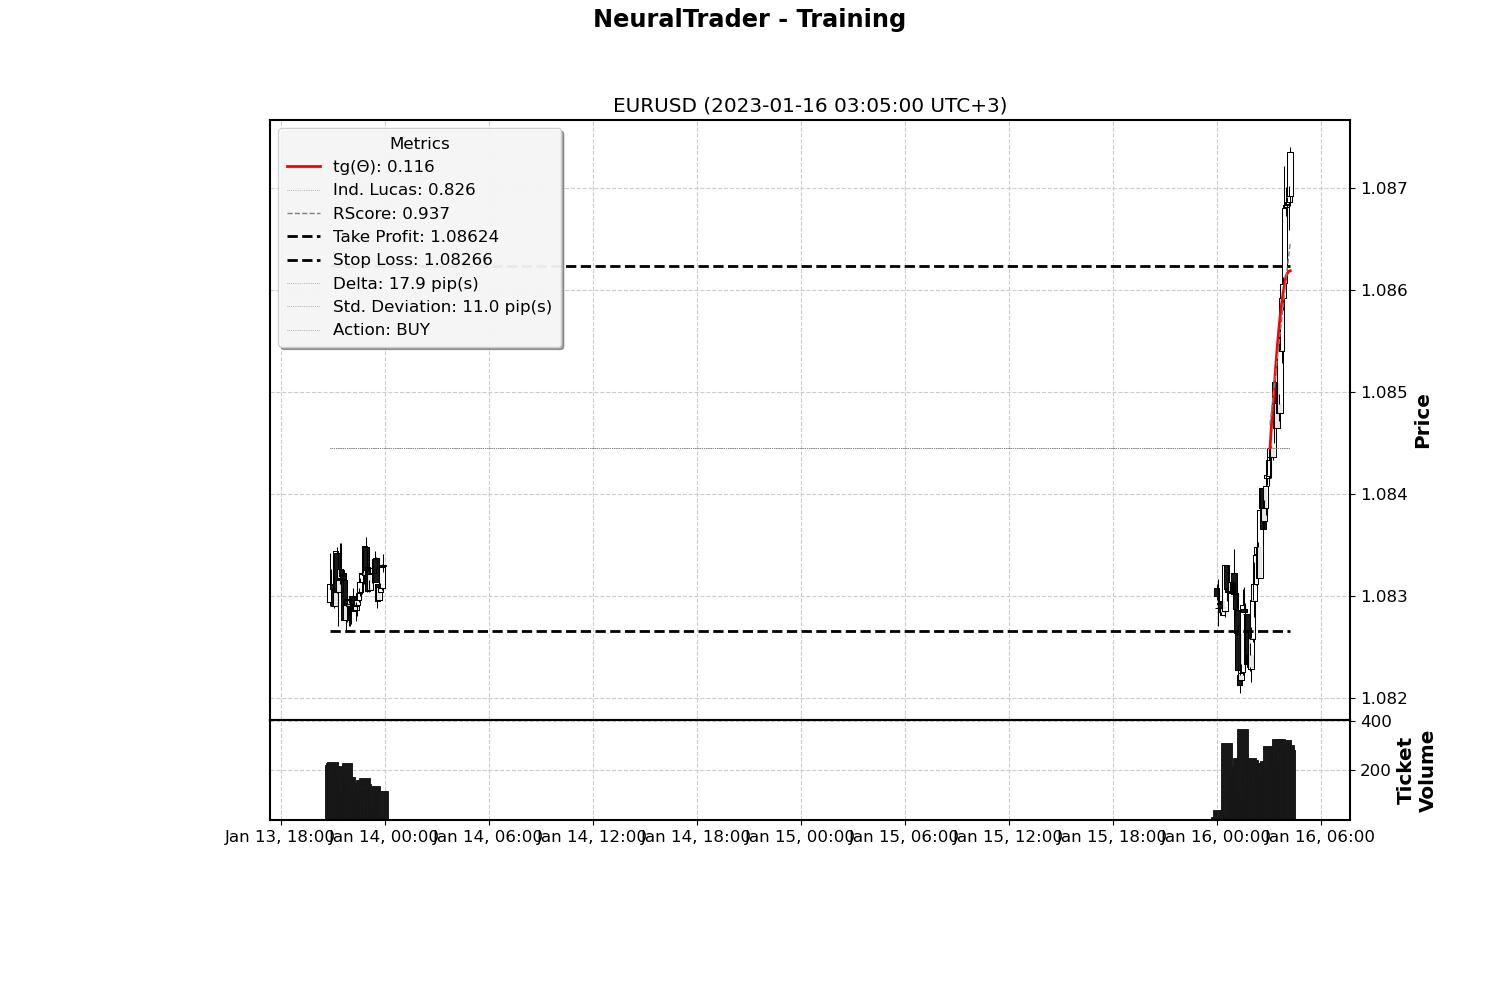 NeuralTrader - Training
EURUSD (2023-01-16 03:05:00 UTC+3)
Metrics
tg(Θ): 0.116
Ind. Lucas: 0.826
RScore: 0.937
Take Profit: 1.08624
Stop Loss: 1.08266
Delta: 17.9 pip(s)
Std. Deviation: 11.0 pip(s)
Action: BUY
1.087
1.086
1.085
1.084
1.083
1.082
Price
400
200
Ticket
Volume
Jan 13, 18:00
Jan 14, 00:00
Jan 14, 06:00
Jan 14, 12:00
Jan 14, 18:00
Jan 15, 00:00
Jan 15, 06:00
Jan 15, 12:00
Jan 15, 18:00
Jan 16, 00:00
Jan 16, 06:00